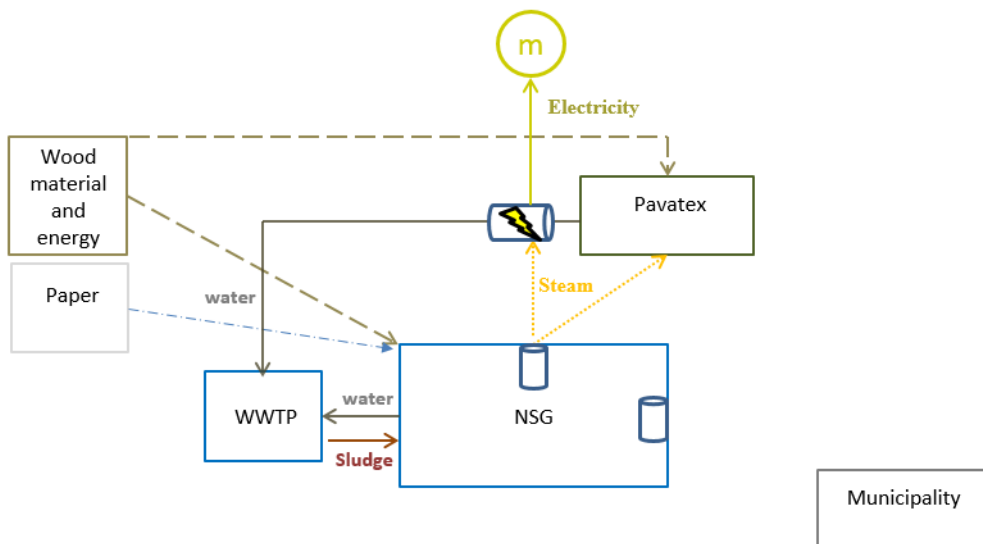 m
Electricity
Wood
material
and
energy
Pavatex
Paper
Steam
water
WWTP
water
Sludge
NSG
Municipality